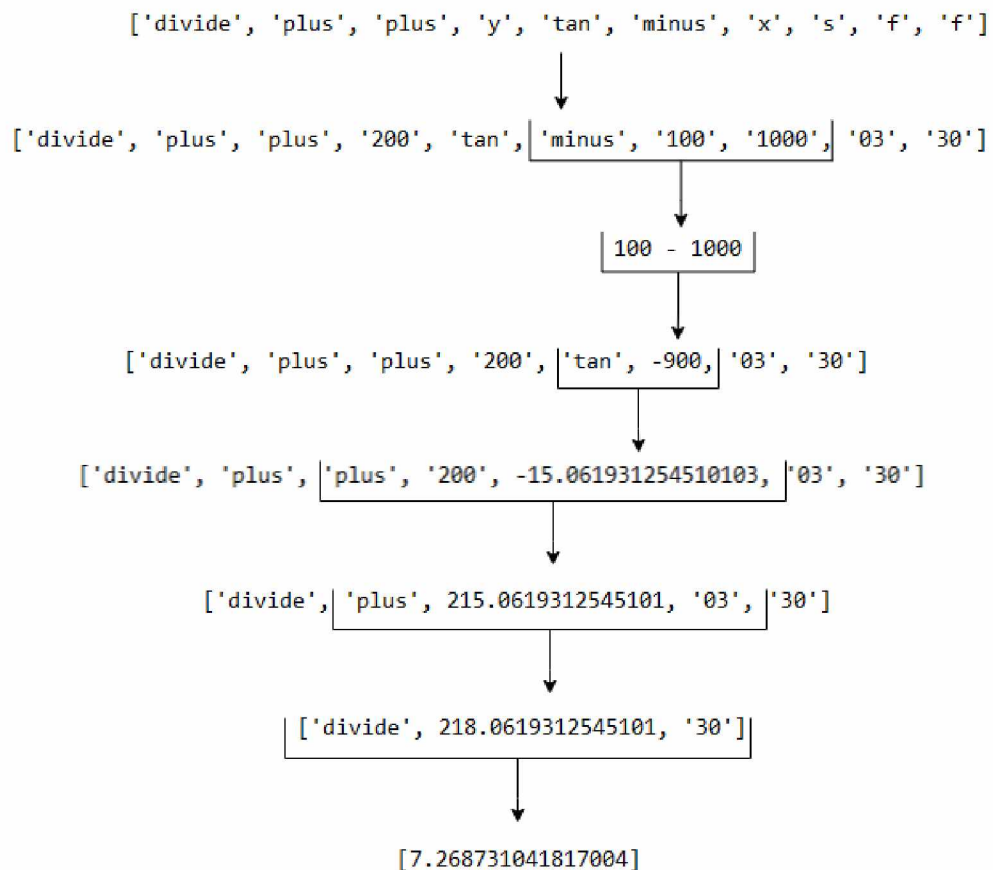 ['divide', 'plus', 'plus', 'y', 'tan', 'minus', 'x', 's', 'f', 'f']
['divide', 'plus', 'plus', '200', 'tan', 'minus', '100', '1000', '03', '30']
100 - 1000
['divide', 'plus', 'plus', '200', 'tan', -900, '03', '30']
['divide', 'plus', 'plus', '200', -15.061931254510103, '03', '30']
['divide', 'plus', 215.0619312545101, '03', '30']
['divide', 218.0619312545101, '30']
[7.268731041817004]